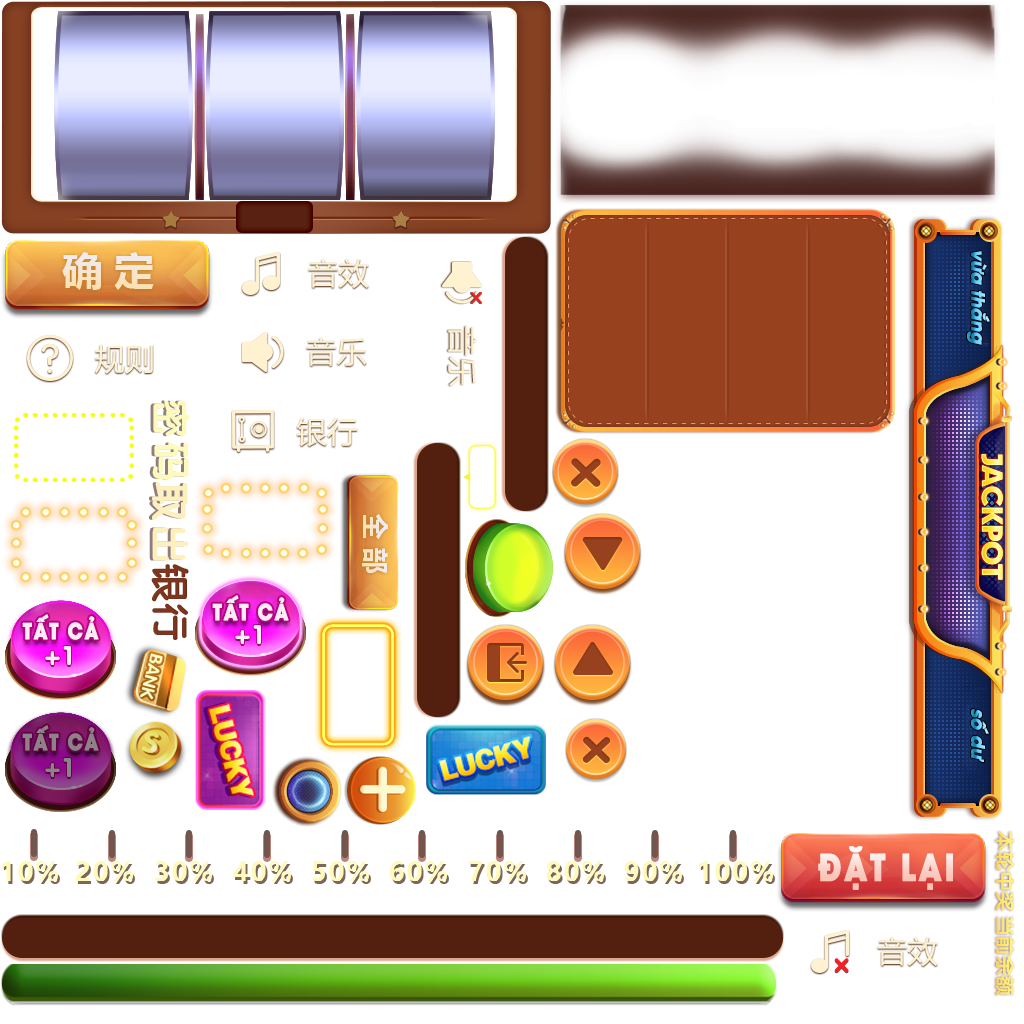 确定
音效
规则
音乐
音乐
银行
密码取出
银行
全部
vừa thắng
JACKPOT
số dư
TẤT CẢ
+1
TẤT CẢ
+1
TẤT CẢ
+1
BANK
LUCKY
LUCKY
10% 20% 30% 40% 50% 60% 70% 80% 90% 100%
ĐẶT LẠI
本轮中奖 当前余额
音效